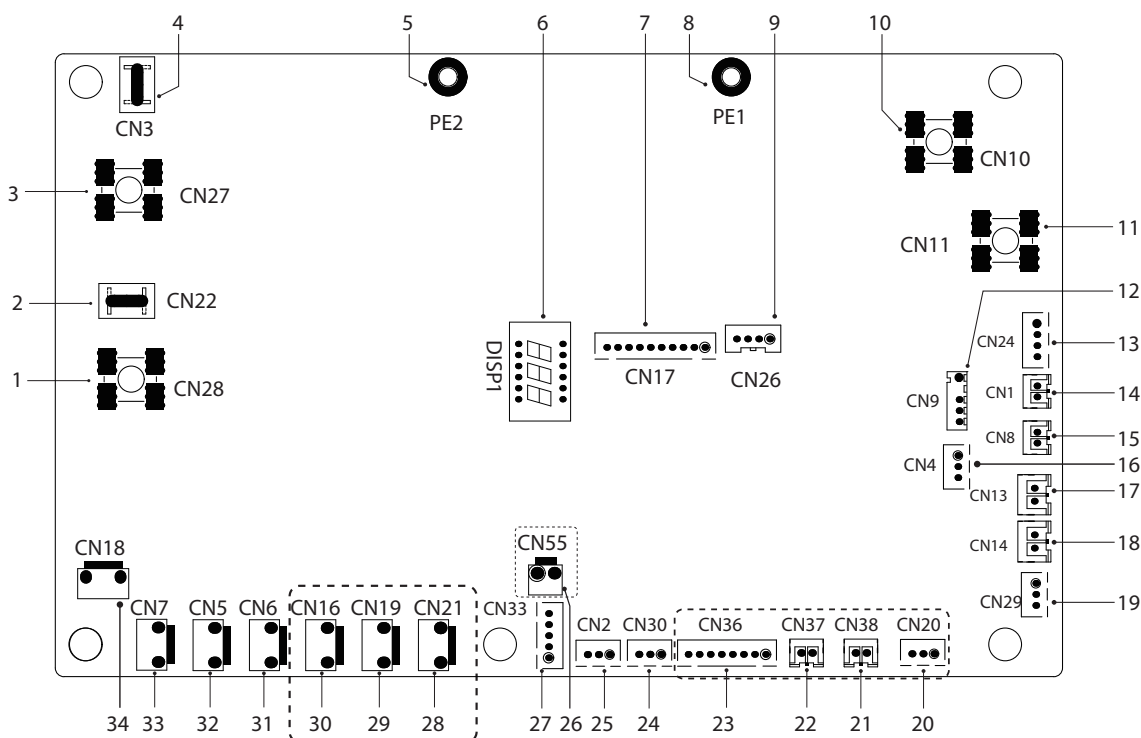 4 5 6 7 8 9 10
CN3 PE2 PE1 CN10
3 CN27
CN11 11
2 CN22 12
DISP1 CN17 CN26 CN24 13
1 CN28 CN9 CN1 14
CN8 15
CN4 16
CN13 17
CN18 CN55 CN14 18
CN7 CN5 CN6 CN16 CN19 CN21 CN33 CN2 CN30 CN36 CN37 CN38 CN20 CN29 19
34 33 32 31 30 29 28 27 26 25 24 23 22 21 20